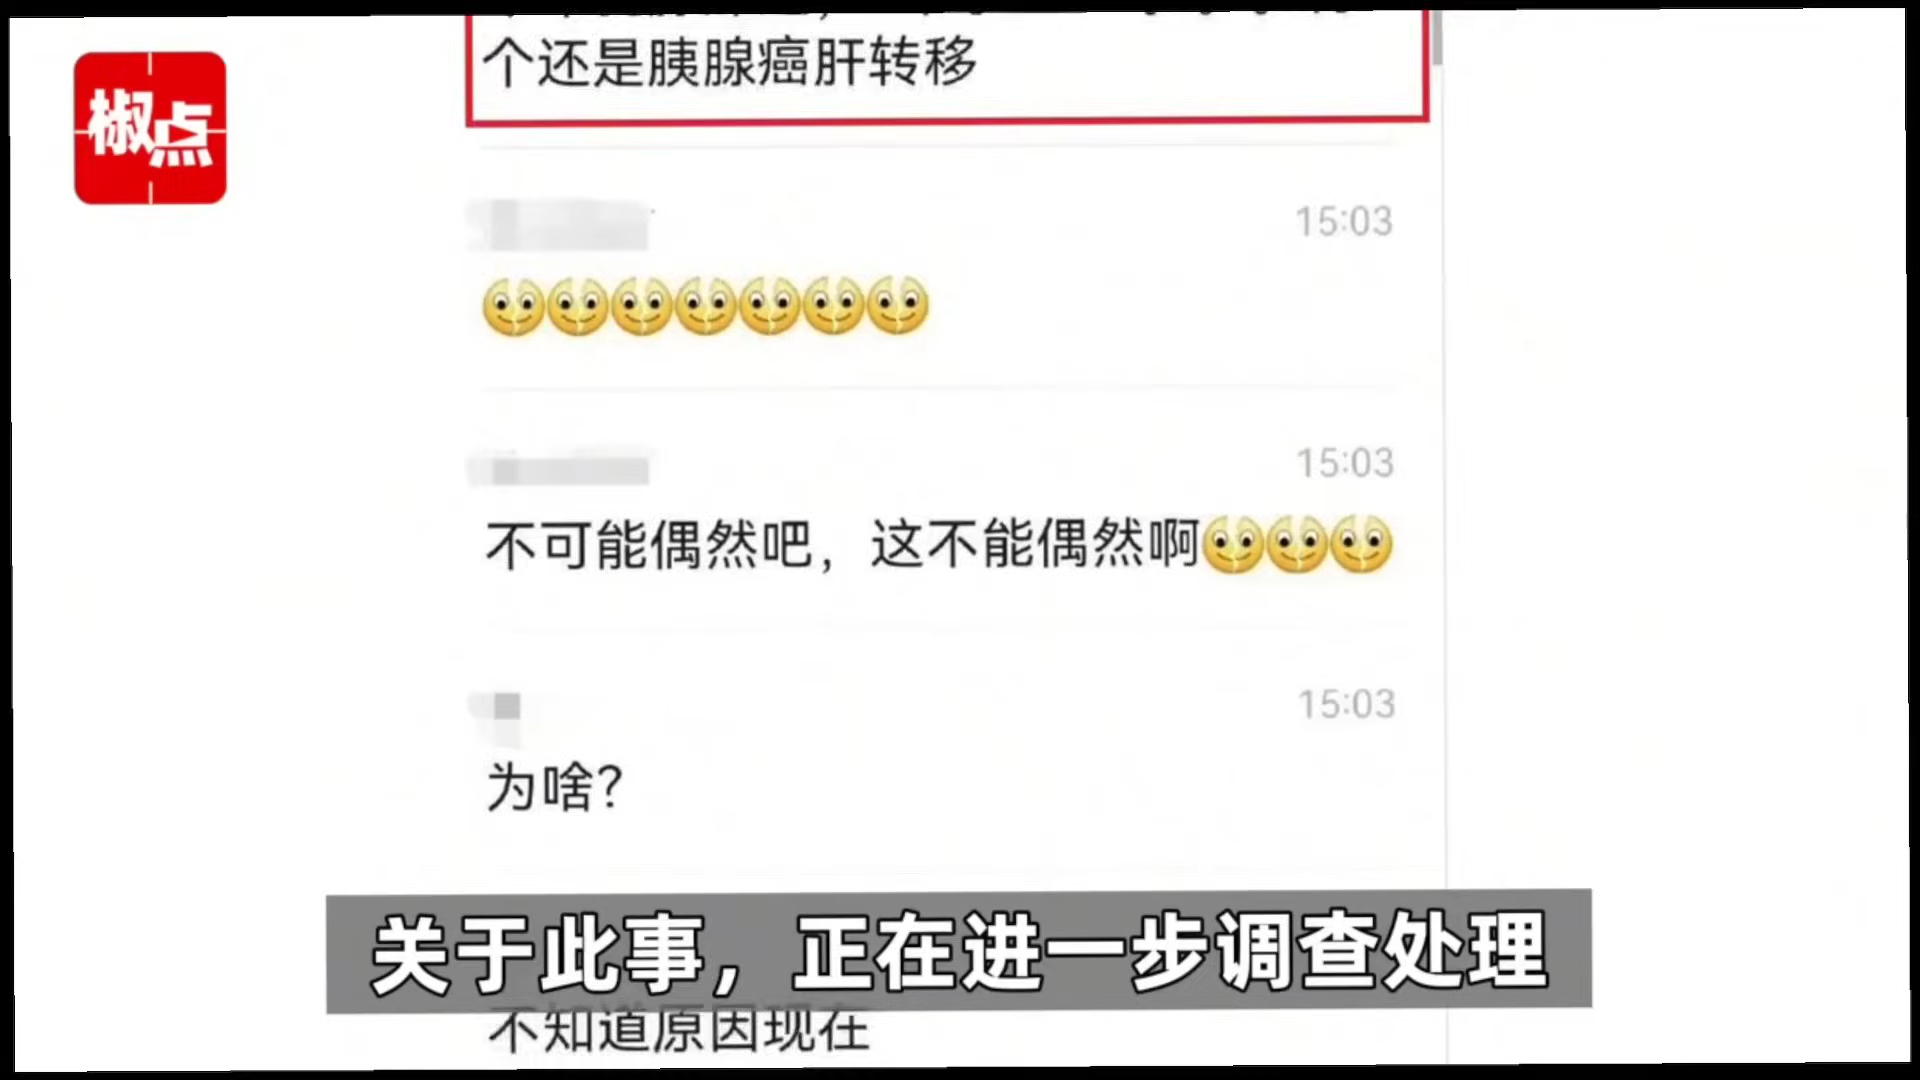 个还是胰腺癌肝转移
椒点
15:03
15:03
不可能偶然吧，这不能偶然啊
15:03
为啥?
关于此事，正在进一步调查处理
不知道原因现在